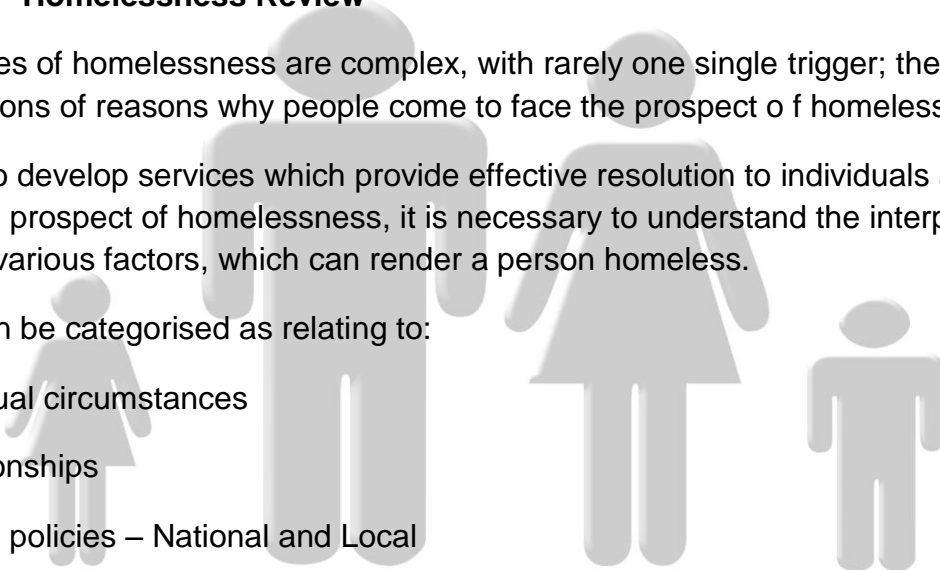 Homelessness Review
es of homelessness are complex, with rarely one single trigger; the
ons of reasons why people come to face the prospect o f homeless
o develop services which provide effective resolution to individuals
prospect of homelessness, it is necessary to understand the interp
various factors, which can render a person homeless.
n be categorised as relating to:
ual circumstances
onships
policies – National and Local